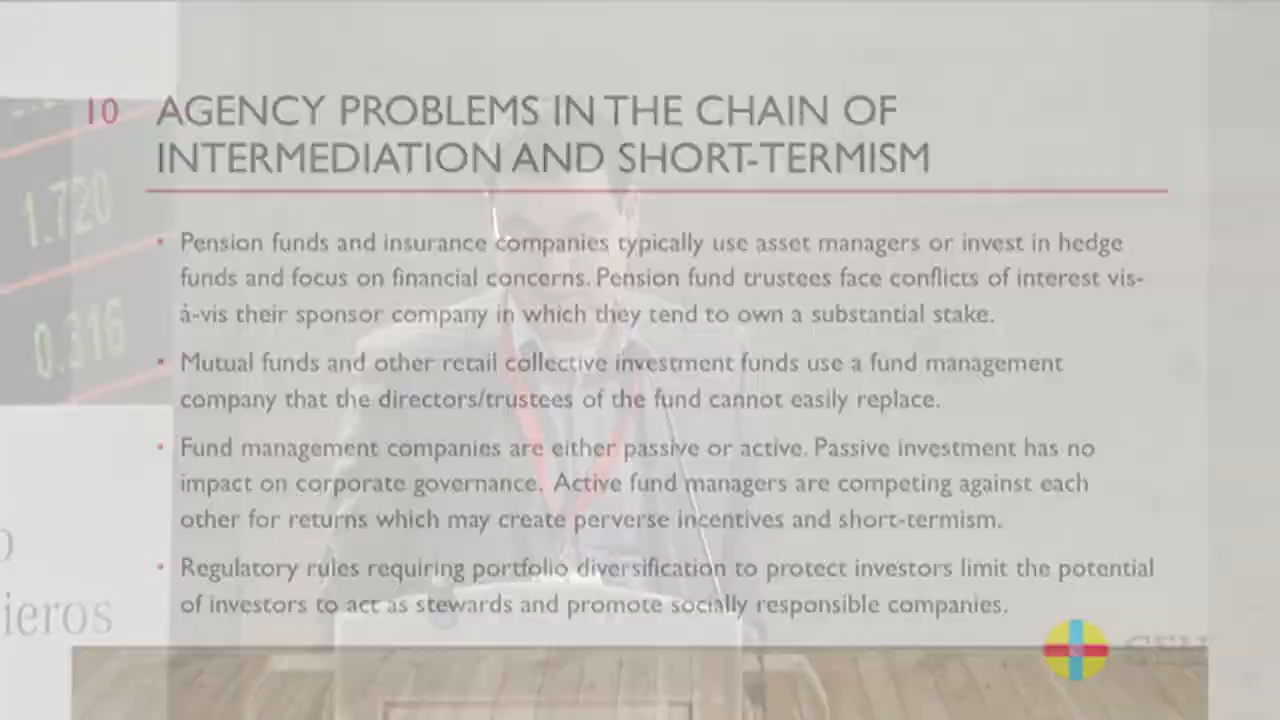 10 AGENCY PROBLEMS IN THE CHAIN OF
INTERMEDIATION AND SHORT-TERMISM
• Pension funds and insurance companies typically use asset managers or invest in hedge
funds and focus on financial concerns. Pension fund trustees face conflicts of interest vis-
à-vis their sponsor company in which they tend to own a substantial stake.
• Mutual funds and other retail collective investment funds use a fund management
company that the directors/trustees of the fund cannot easily replace.
• Fund management companies are either passive or active. Passive investment has no
impact on corporate governance. Active fund managers are competing against each
other for returns which may create perverse incentives and short-termism.
• Regulatory rules requiring portfolio diversification to protect investors limit the potential
of investors to act as stewards and promote socially responsible companies.
1.720
0.316
o
ieros
CEU